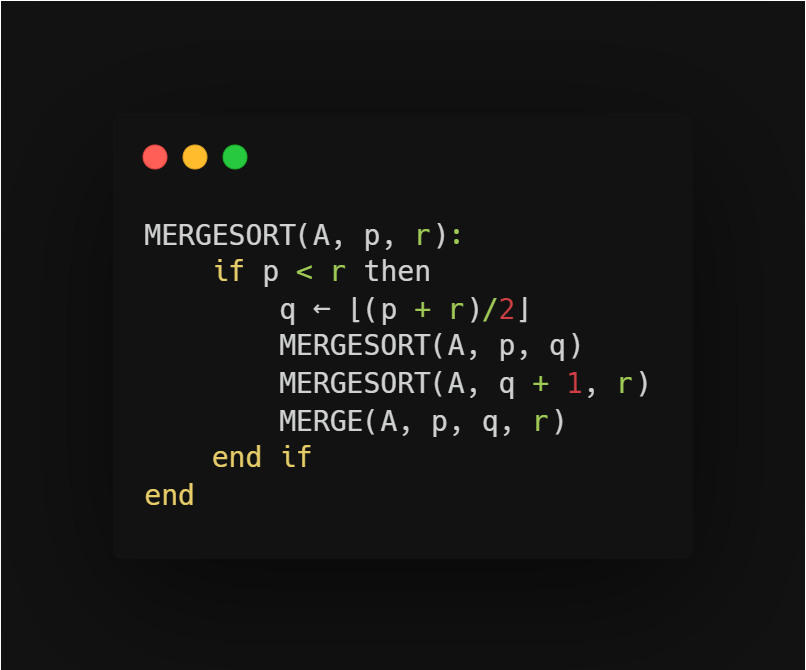 MERGESORT(A, p, r):
    if p < r then
        q ← ⌊(p + r)/2⌋
        MERGESORT(A, p, q)
        MERGESORT(A, q + 1, r)
        MERGE(A, p, q, r)
    end if
end